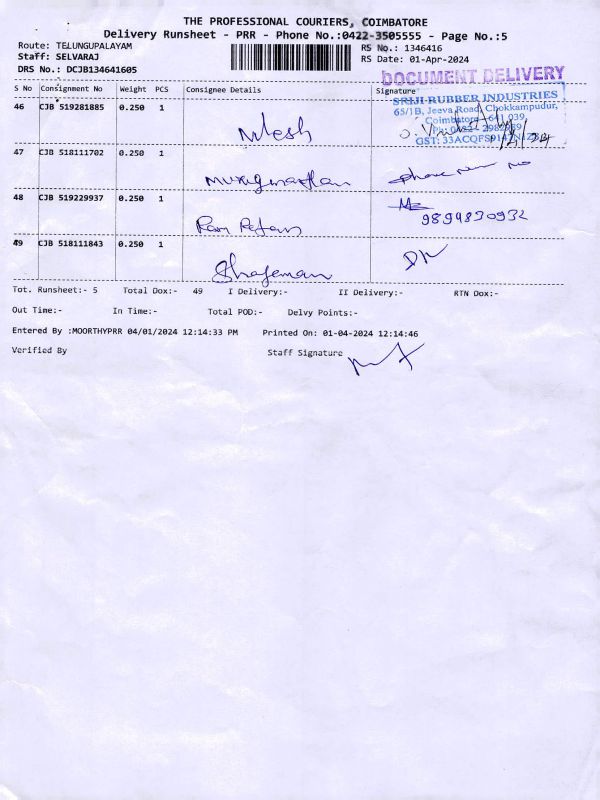 THE PROFESSIONAL COURIERS, COIMBATORE
Delivery Runsheet - PRR - Phone No.:0422-3505555 - Page No.:5
Route: TELUNGUPALAYAM
RS No.: 1346416
Staff: SELVARAJ
RS Date: 01-Apr-2024
DRS No.: DCJB134641605
DOCUMENT DELIVERY
S No Consignment No Weight PCS Consignee Details Signature
SRIJI RUBBER INDUSTRIES
65/1B, Jeeva Road, Chokkampudur,
Coimbatore - 641 039.
46 CJB 519281885 0.250 1
Nitesh
47 CJB 518111702 0.250 1
phone
48 CJB 519229937 0.250 1
9894830932
Ram
49 CJB 518111843 0.250 1
Tot. Runsheet:- 5 Total Dox:- 49 I Delivery:- II Delivery:- RTN Dox:-
Out Time:- In Time:- Total POD:- Delvy Points:-
Entered By :MOORTHYPRR 04/01/2024 12:14:33 PM Printed On: 01-04-2024 12:14:46
Verified By Staff Signature